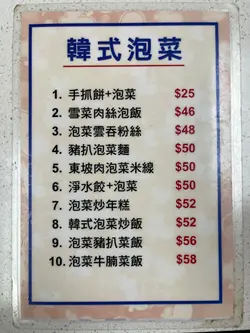 韓式泡菜
1. 手抓餅+泡菜 $25
2. 雪菜肉絲泡飯 $46
3. 泡菜雲吞粉絲 $48
4. 豬扒泡菜麵 $50
5. 東坡肉泡菜米線 $50
6. 淨水餃+泡菜 $50
7. 泡菜炒年糕 $52
8. 韓式泡菜炒飯 $52
9. 泡菜豬扒菜飯 $56
10. 泡菜牛腩菜飯 $58